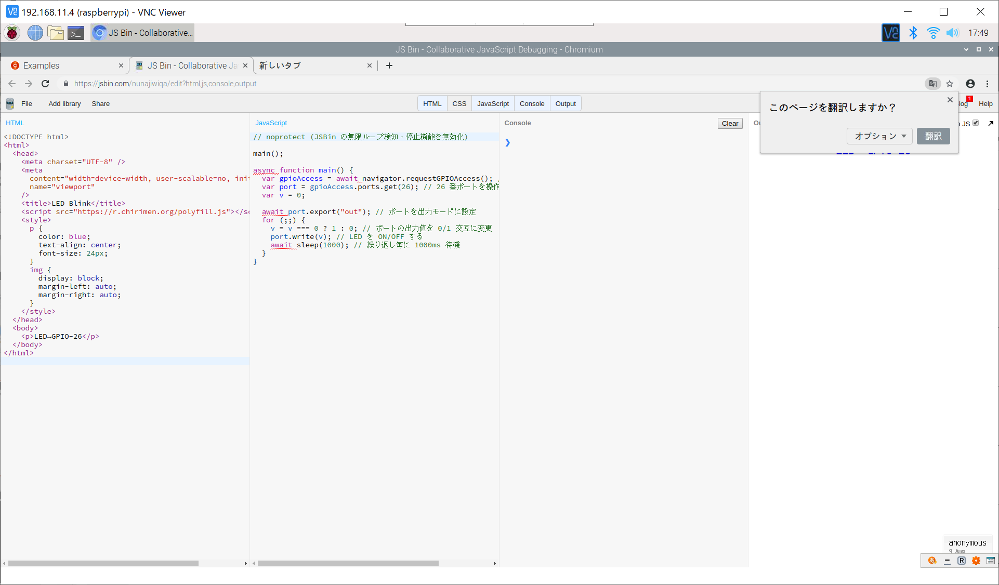 192.168.11.4 (raspberrypi) - VNC Viewer
JS Bin - Collaborative...
17:49
JS Bin - Collaborative JavaScript Debugging - Chromium
Examples
JS Bin - Collaborative Ja
新しいタブ
https://jsbin.com/nunajiwiqa/edit?html,js,console,output
File
Add library
Share
HTML
CSS
JavaScript
Console
Output
1
Help
このページを翻訳しますか？
オプション
翻訳
HTML
<!DOCTYPE html>
<html>
<head>
<meta charset="UTF-8" />
<meta
content="width=device-width, user-scalable=no, init
name="viewport"
/>
<title>LED Blink</title>
<script src="https://r.chirimen.org/polyfill.js"></sc
<style>
p {
color: blue;
text-align: center;
font-size: 24px;
}
img {
display: block;
margin-left: auto;
margin-right: auto;
}
</style>
</head>
<body>
<p>LED→GPIO-26</p>
</body>
</html>
JavaScript
// noprotect (JSBin の無限ループ検知・停止機能を無効化)
main();
async function main() {
var gpioAccess = await navigator.requestGPIOAccess(); /
var port = gpioAccess.ports.get(26); // 26 番ポートを操作
var v = 0;
await port.export("out"); // ポートを出力モードに設定
for (;;) {
v = v === 0 ? 1 : 0; // ポートの出力値を 0/1 交互に変更
port.write(v); // LED を ON/OFF する
await sleep(1000); // 繰り返し毎に 1000ms 待機
}
}
Console
Clear
JS
anonymous
9 Aug
R